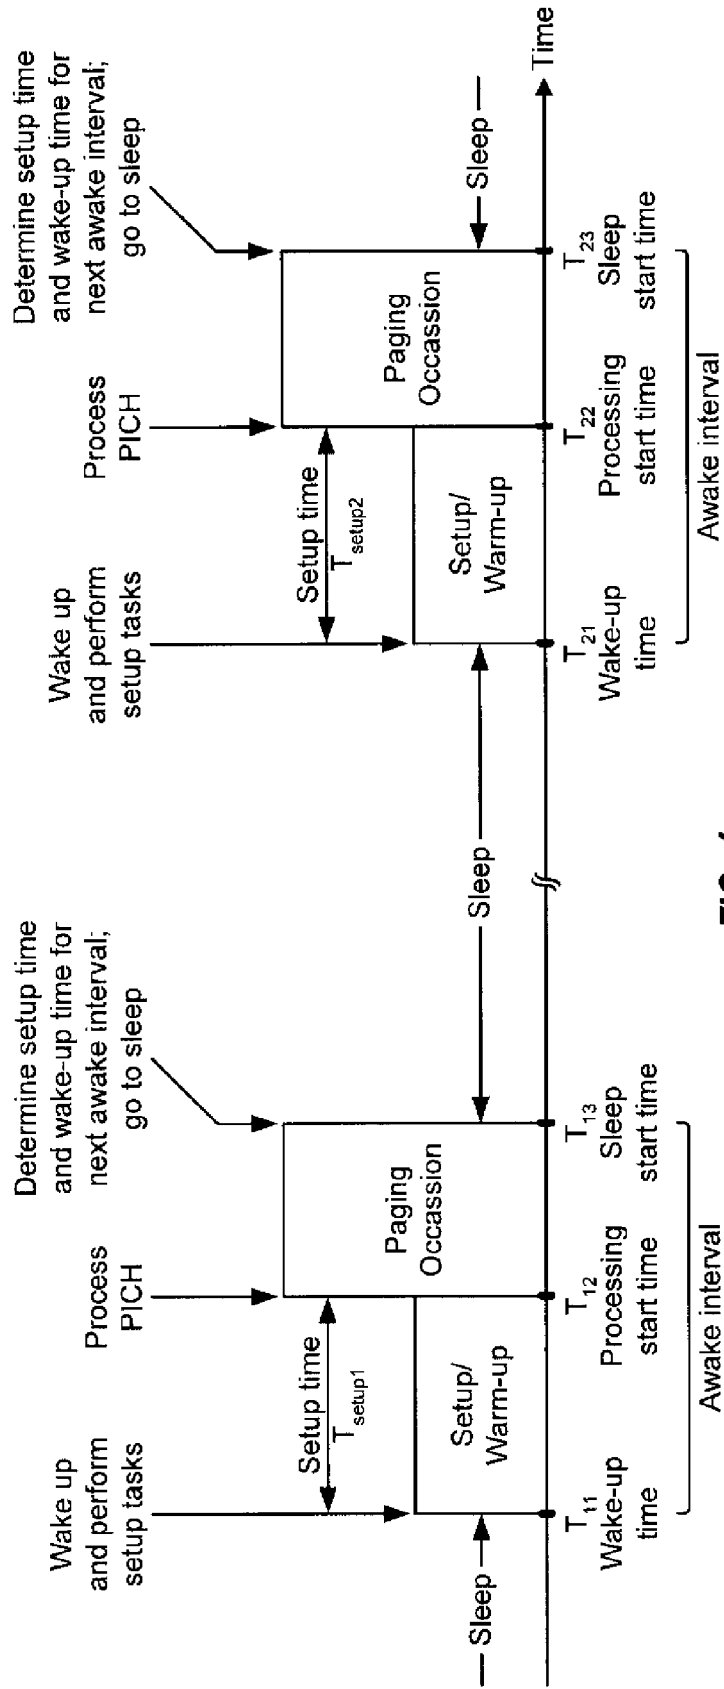 Wake up
and perform
setup tasks
Process
PICH
Determine setup time
and wake-up time for
next awake interval;
go to sleep
Wake up
and perform
setup tasks
Process
PICH
Determine setup time
and wake-up time for
next awake interval;
go to sleep
Setup time
Tsetup1
Setup time
Tsetup2
Sleep
Setup/
Warm-up
Paging
Occassion
Sleep
Setup/
Warm-up
Paging
Occassion
Sleep
Time
T11
Wake-up
time
T12
Processing
start time
T13
Sleep
start time
T21
Wake-up
time
T22
Processing
start time
T23
Sleep
start time
Awake interval
Awake interval